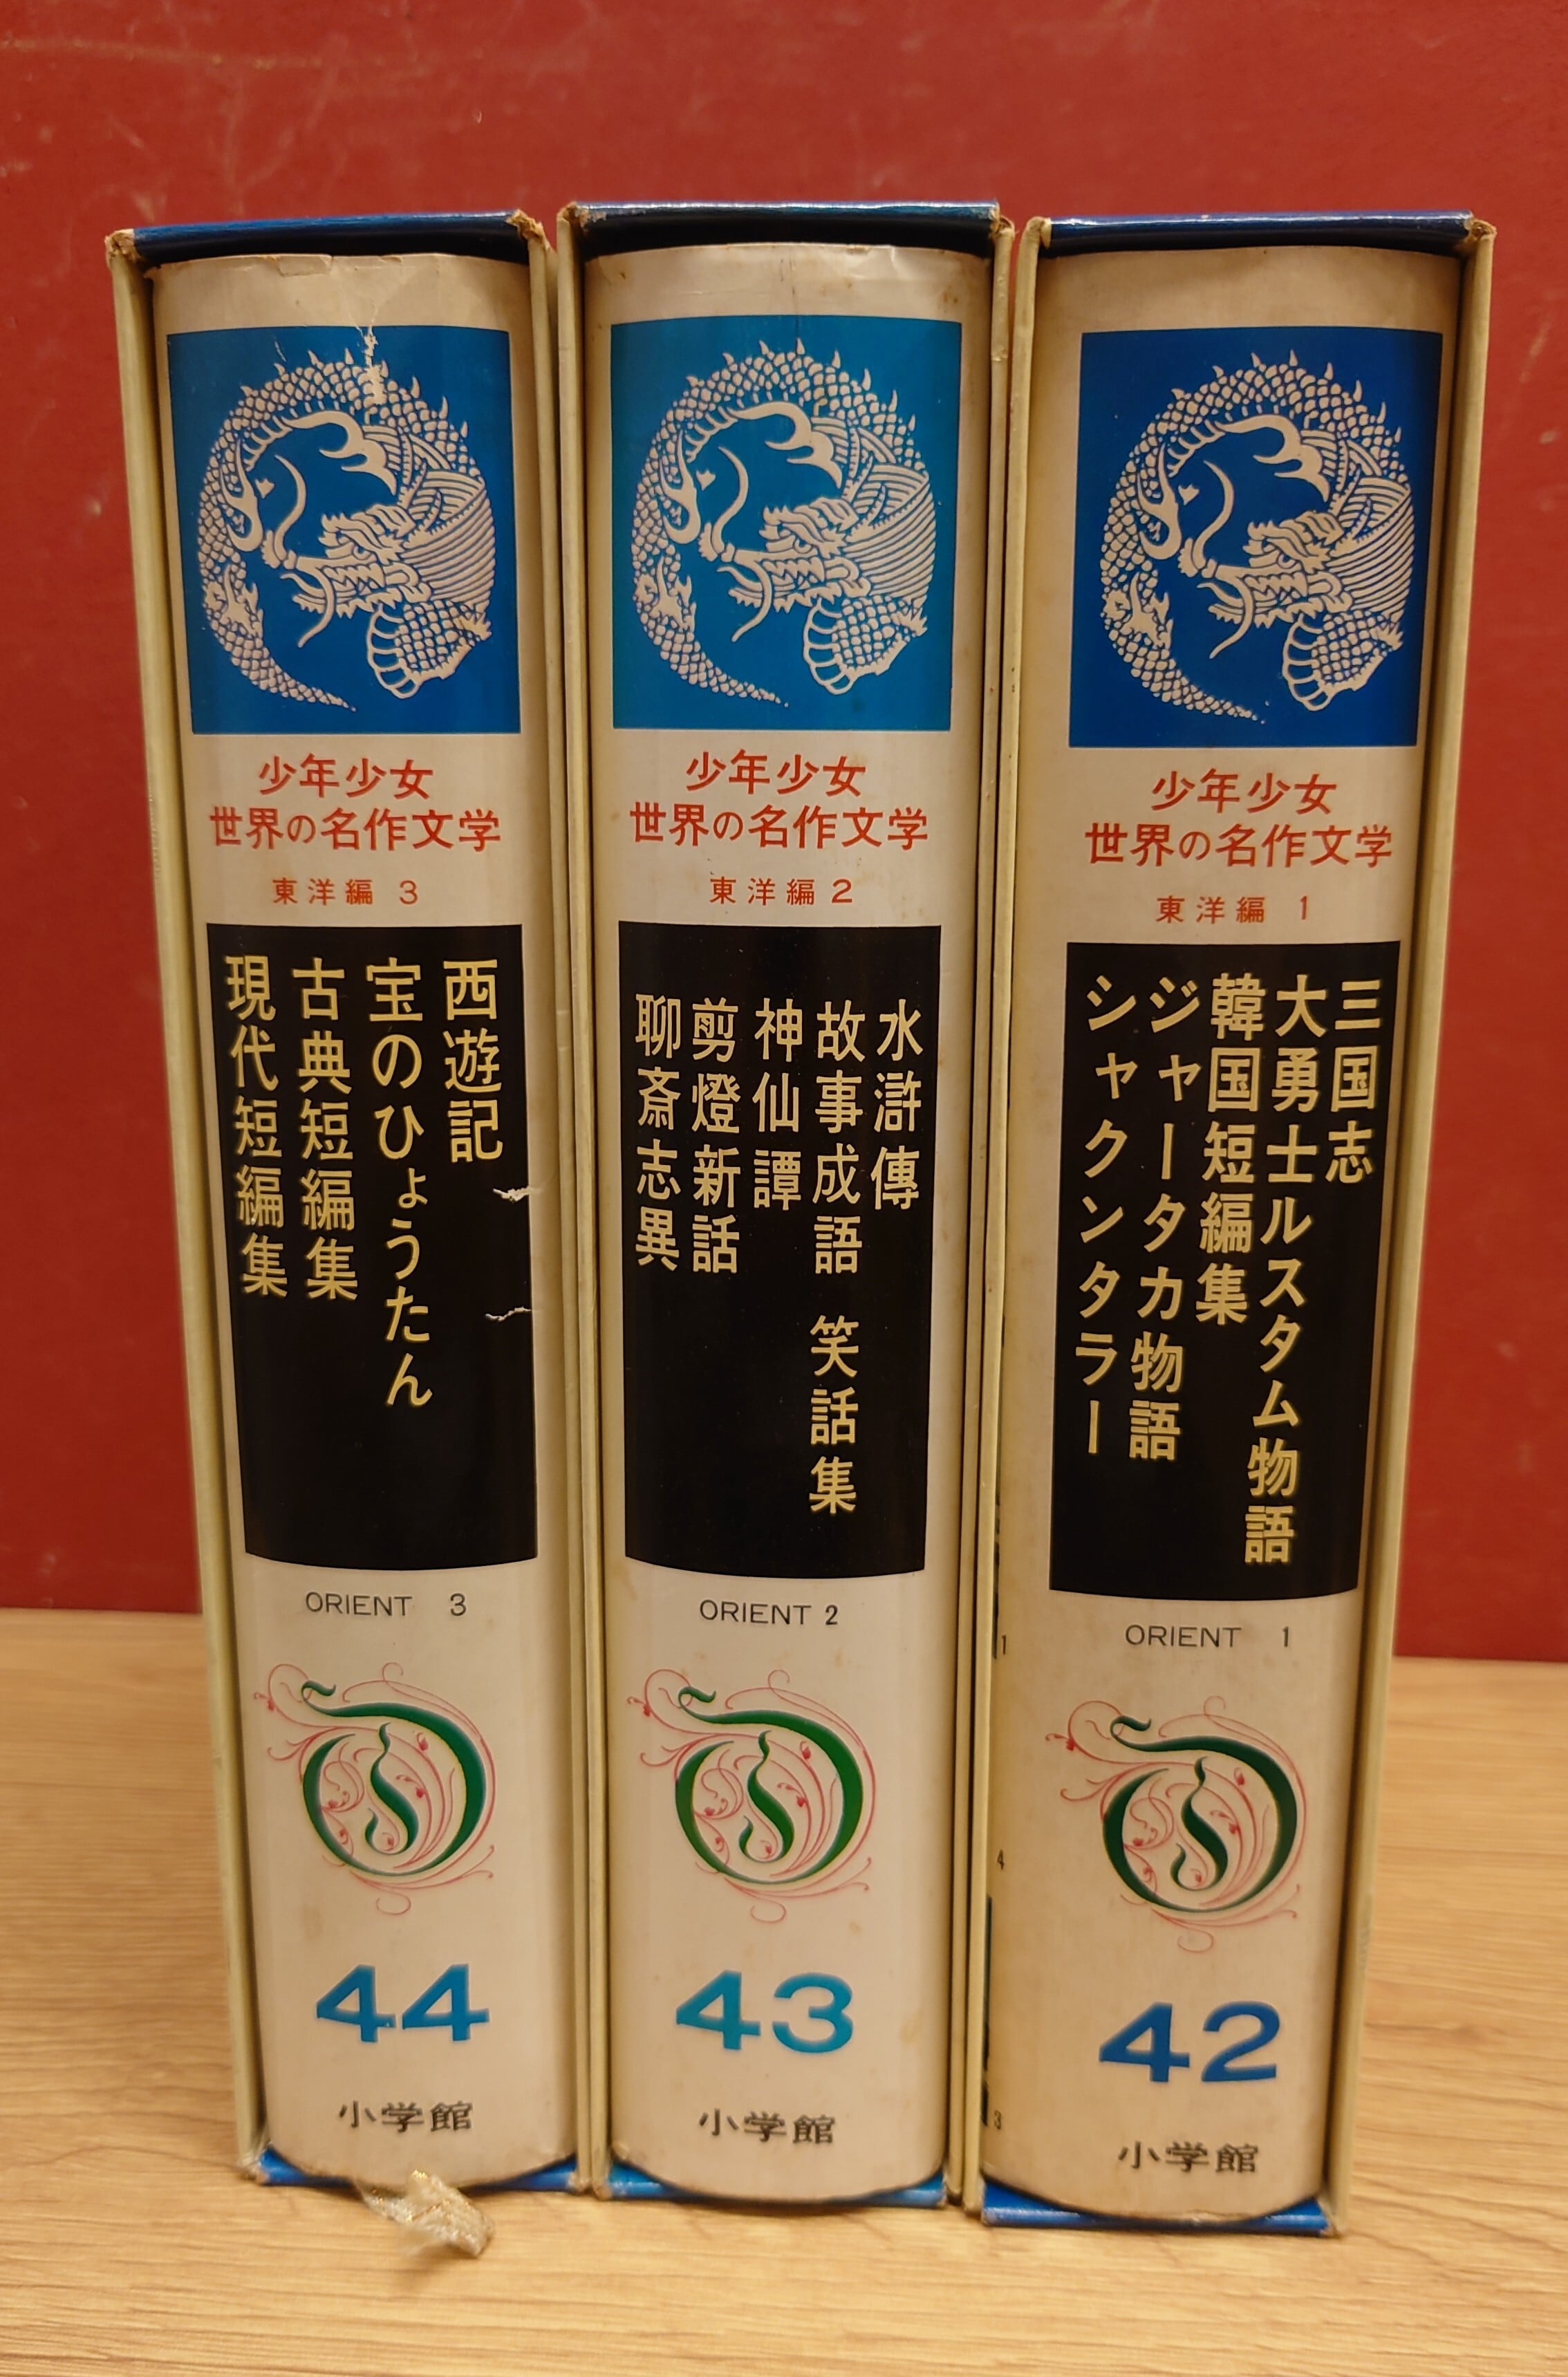 少年少女
世界の名作文学
東洋編 3
西遊記
宝のひょうたん
古典短編集
現代短編集
ORIENT 3
44
小学館
少年少女
世界の名作文学
東洋編 2
水滸傳
故事成語 笑話集
神仙譚
剪燈新話
聊斎志異
ORIENT 2
43
小学館
少年少女
世界の名作文学
東洋編 1
三国志
大勇士ルスタム物語
韓国短編集
ジャータカ物語
シャクンタラー
ORIENT 1
42
小学館
1
4
3